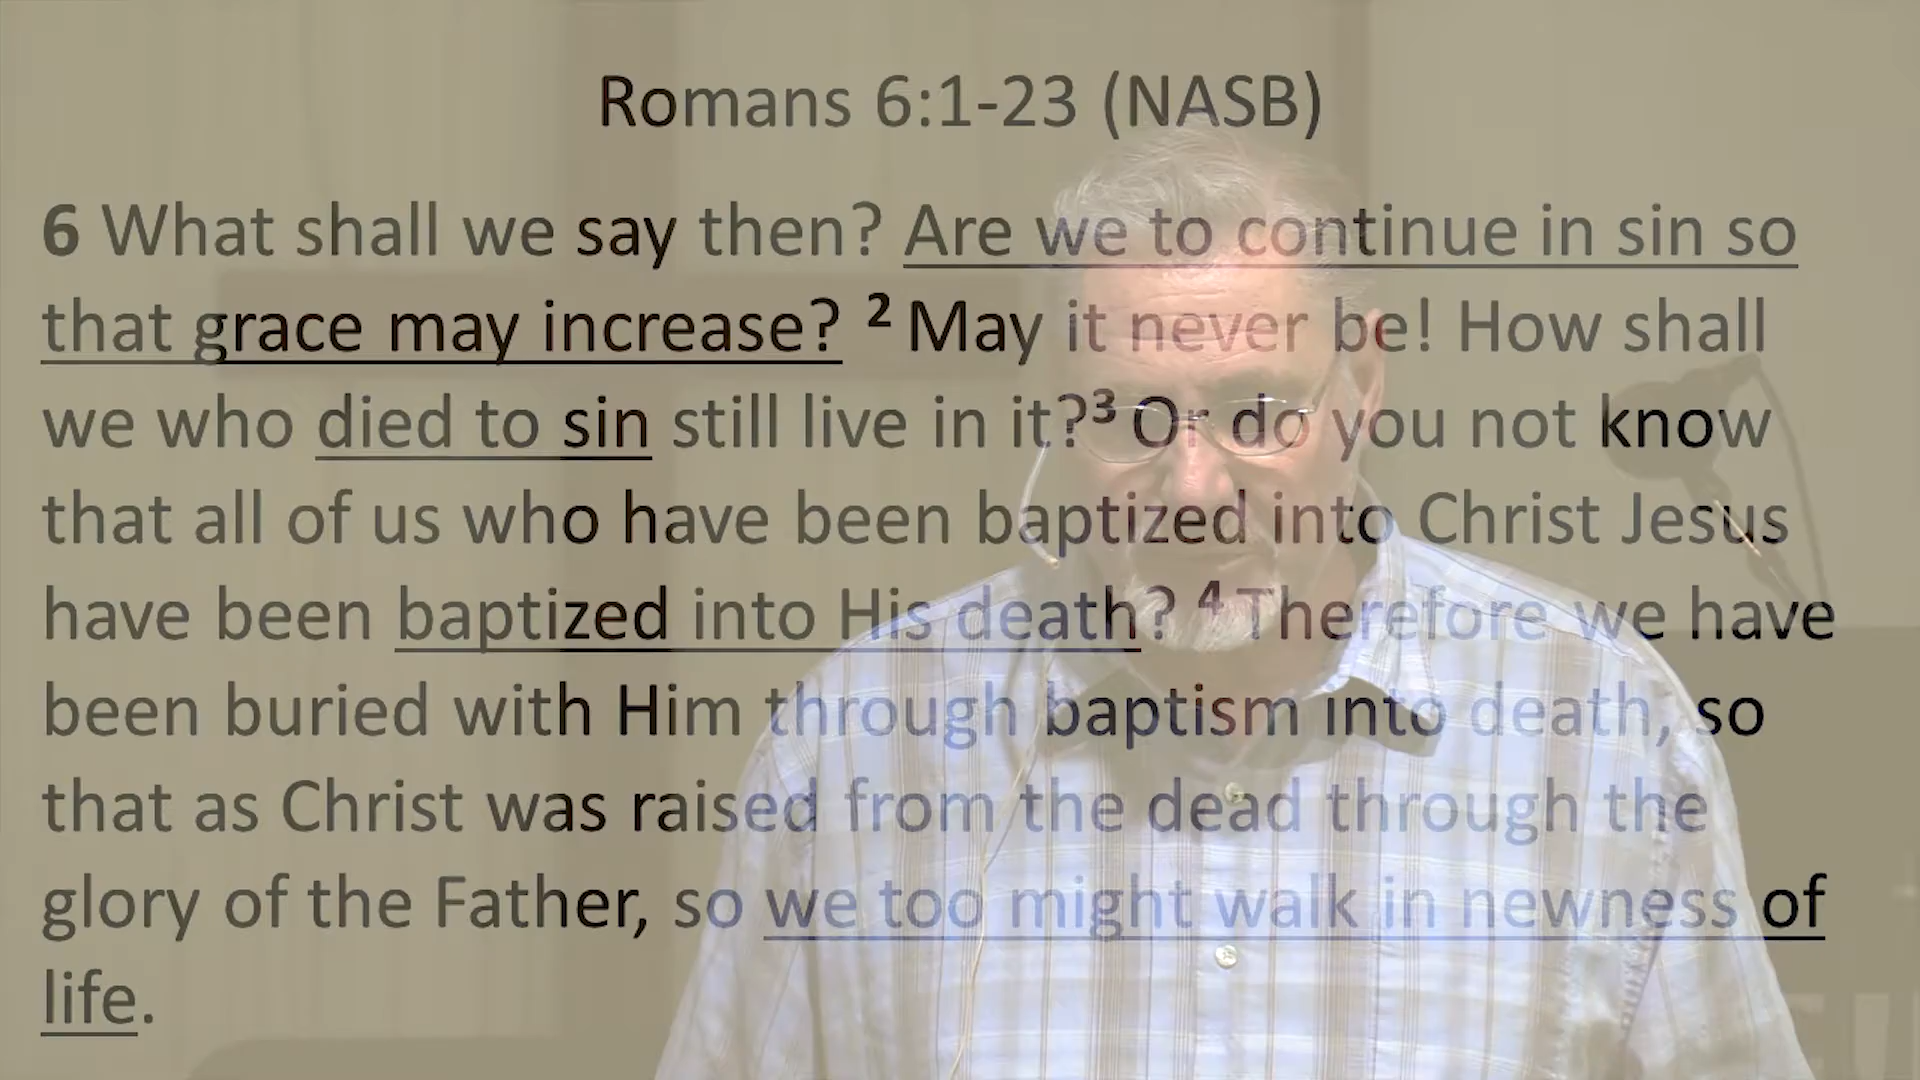 Romans 6:1-23 (NASB)
6 What shall we say then? Are we to continue in sin so
that grace may increase? 2 May it never be! How shall
we who died to sin still live in it?3 Or do you not know
that all of us who have been baptized into Christ Jesus
have been baptized into His death? 4 Therefore we have
been buried with Him through baptism into death, so
that as Christ was raised from the dead through the
glory of the Father, so we too might walk in newness of
life.